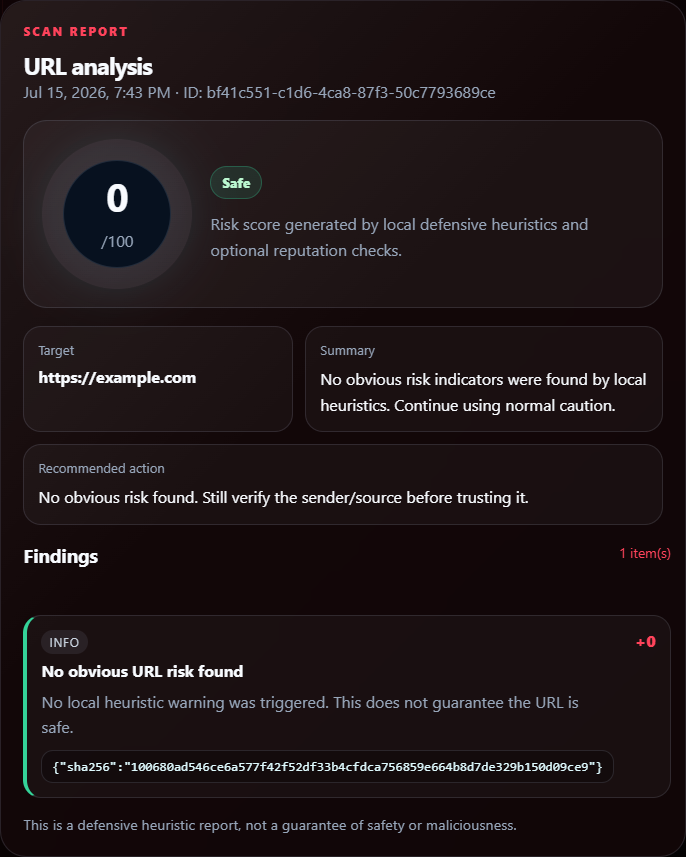 SCAN REPORT
URL analysis
Jul 15, 2026, 7:43 PM · ID: bf41c551-c1d6-4ca8-87f3-50c7793689ce
0
/100
Safe
Risk score generated by local defensive heuristics and
optional reputation checks.
Target
https://example.com
Summary
No obvious risk indicators were found by local
heuristics. Continue using normal caution.
Recommended action
No obvious risk found. Still verify the sender/source before trusting it.
Findings
1 item(s)
INFO
+0
No obvious URL risk found
No local heuristic warning was triggered. This does not guarantee the URL is
safe.
{"sha256":"100680ad546ce6a577f42f52df33b4cfdca756859e664b8d7de329b150d09ce9"}
This is a defensive heuristic report, not a guarantee of safety or maliciousness.